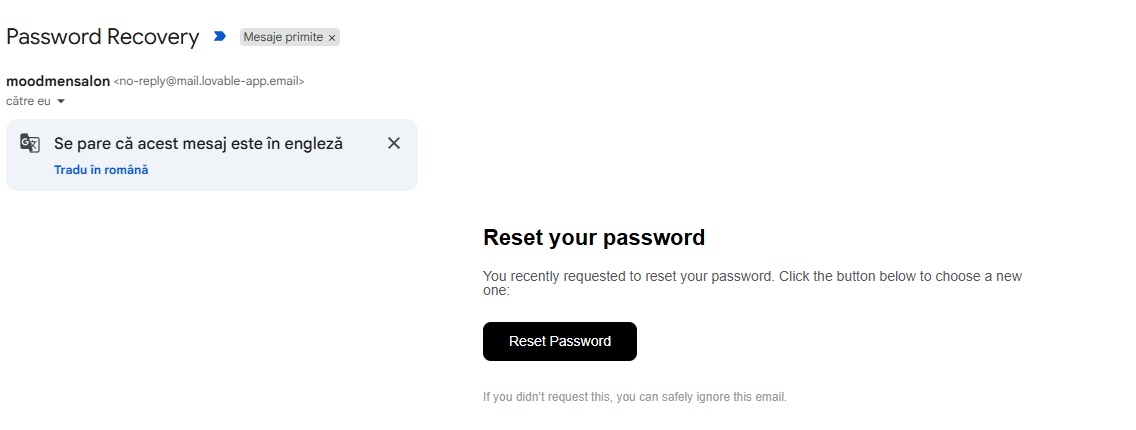 Password Recovery Mesaje primite ×
moodmensalon <no-reply@mail.lovable-app.email>
către eu
Se pare că acest mesaj este în engleză
Tradu în română
Reset your password
You recently requested to reset your password. Click the button below to choose a new
one:
Reset Password
If you didn't request this, you can safely ignore this email.